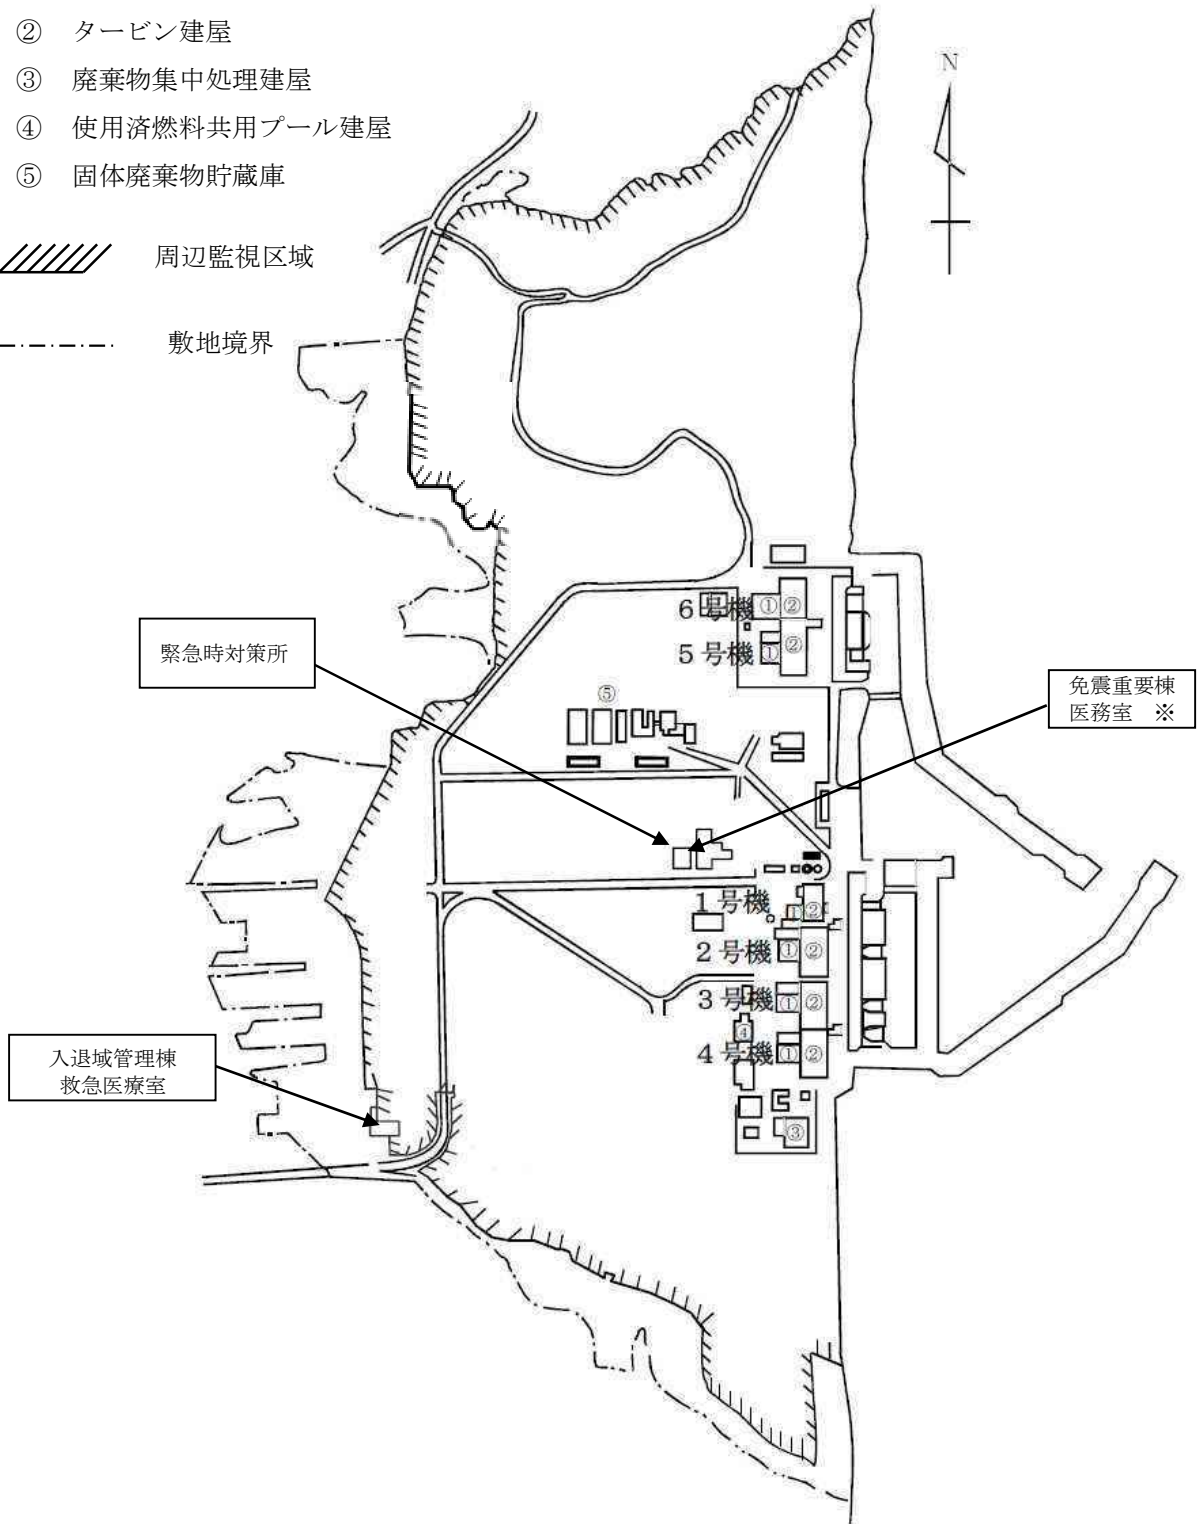 ② タービン建屋
③ 廃棄物集中処理建屋
④ 使用済燃料共用プール建屋
⑤ 固体廃棄物貯蔵庫
周辺監視区域
敷地境界
N
6号機 ① ②
5号機 ① ②
緊急時対策所
⑤
免震重要棟
医務室 ※
1号機 ① ②
2号機 ① ②
3号機 ① ②
④
4号機 ① ②
入退域管理棟
救急医療室
③